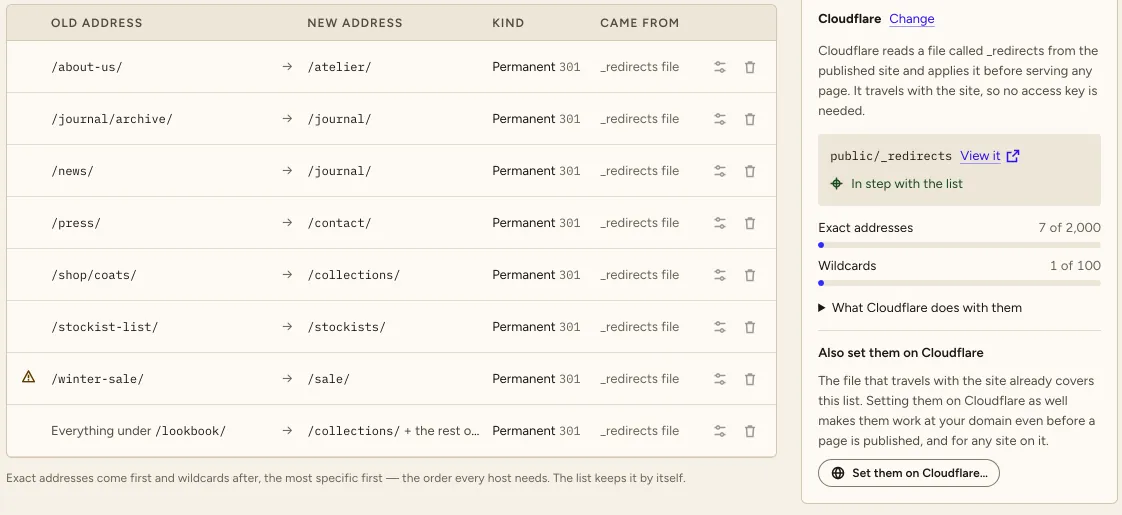 OLD ADDRESS NEW ADDRESS KIND CAME FROM
/about-us/ → /atelier/ Permanent 301 _redirects file
/journal/archive/ → /journal/ Permanent 301 _redirects file
/news/ → /journal/ Permanent 301 _redirects file
/press/ → /contact/ Permanent 301 _redirects file
/shop/coats/ → /collections/ Permanent 301 _redirects file
/stockist-list/ → /stockists/ Permanent 301 _redirects file
/winter-sale/ → /sale/ Permanent 301 _redirects file
Everything under /lookbook/ → /collections/ + the rest o... Permanent 301 _redirects file
Exact addresses come first and wildcards after, the most specific first — the order every host needs. The list keeps it by itself.
Cloudflare Change
Cloudflare reads a file called _redirects from the
published site and applies it before serving any
page. It travels with the site, so no access key is
needed.
public/_redirects View it
In step with the list
Exact addresses 7 of 2,000
Wildcards 1 of 100
What Cloudflare does with them
Also set them on Cloudflare
The file that travels with the site already covers
this list. Setting them on Cloudflare as well
makes them work at your domain even before a
page is published, and for any site on it.
Set them on Cloudflare...